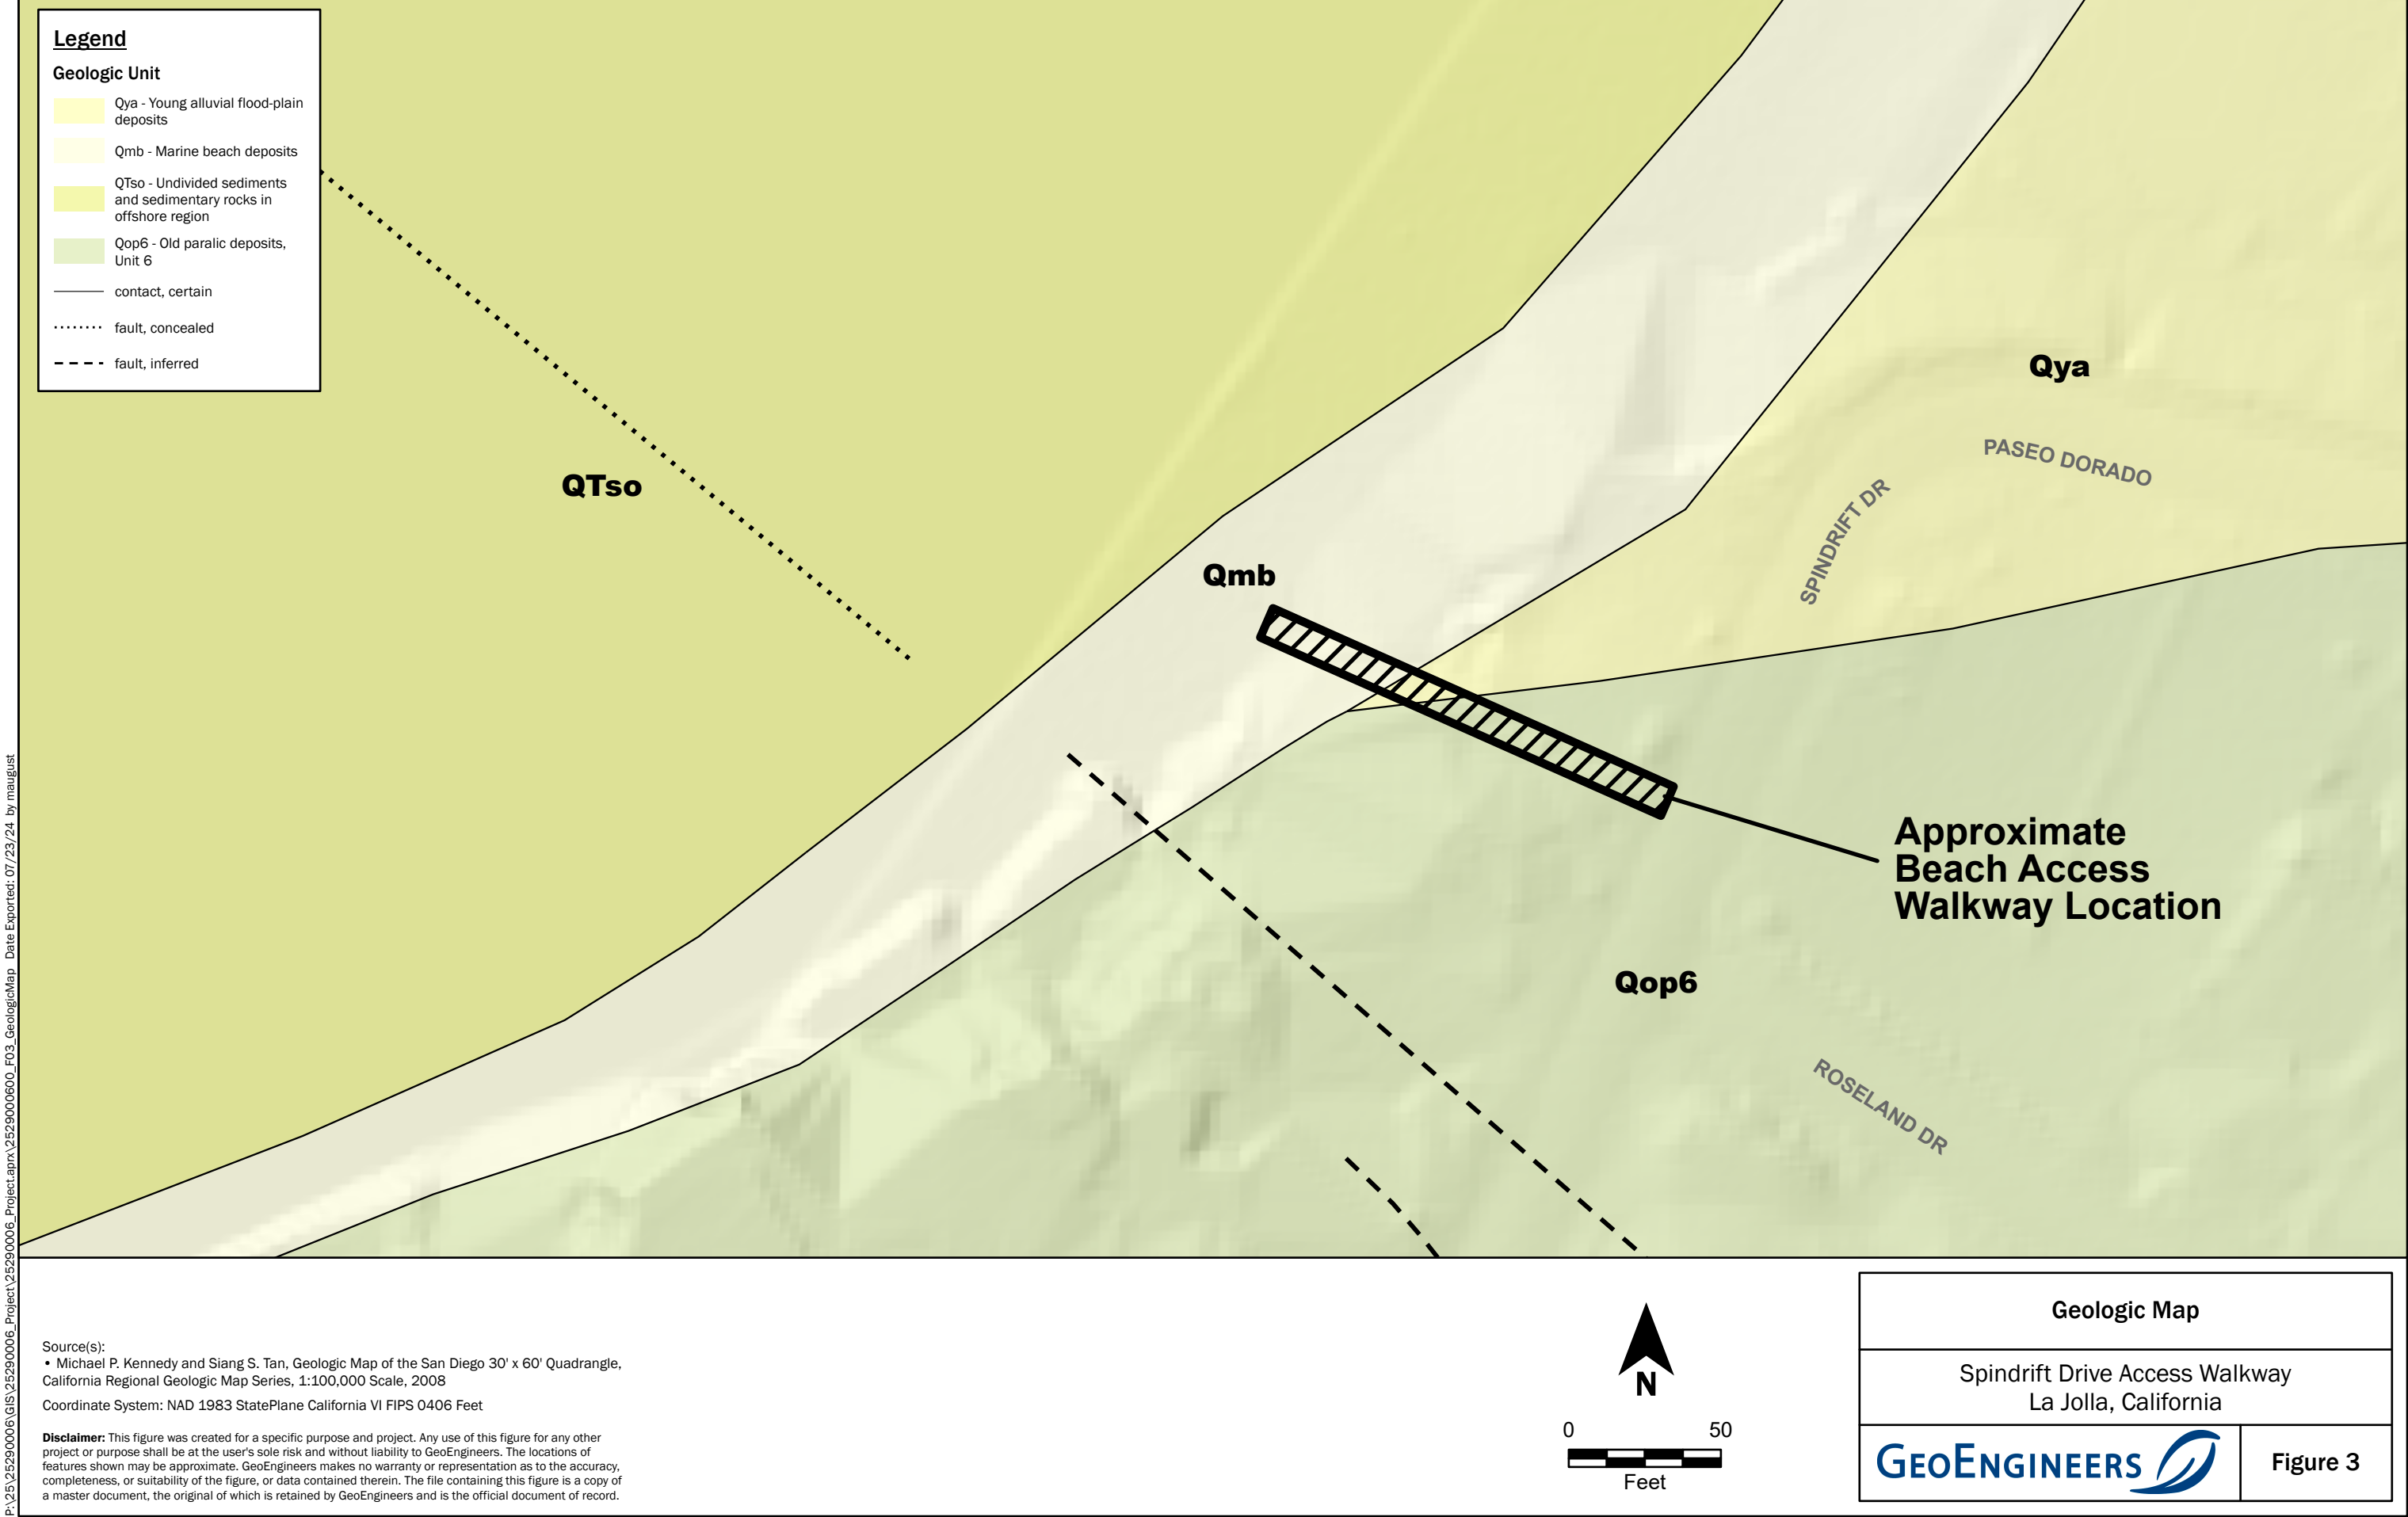 Legend
Geologic Unit
Qya - Young alluvial flood-plain
deposits
Qmb - Marine beach deposits
QTso - Undivided sediments
and sedimentary rocks in
offshore region
Qop6 - Old paralic deposits,
Unit 6
contact, certain
fault, concealed
fault, inferred
Qya
PASEO DORADO
SPINDRIFT DR
QTso
Qmb
Approximate
Beach Access
Walkway Location
Qop6
ROSELAND DR
P:\25\25290006\GIS\25290006_Project\25290006_Project.aprx\2529000600_F03_GeologicMap Date Exported: 07/23/24 by maugust
Source(s):
• Michael P. Kennedy and Siang S. Tan, Geologic Map of the San Diego 30' x 60' Quadrangle,
California Regional Geologic Map Series, 1:100,000 Scale, 2008
Coordinate System: NAD 1983 StatePlane California VI FIPS 0406 Feet
Disclaimer: This figure was created for a specific purpose and project. Any use of this figure for any other
project or purpose shall be at the user's sole risk and without liability to GeoEngineers. The locations of
features shown may be approximate. GeoEngineers makes no warranty or representation as to the accuracy,
completeness, or suitability of the figure, or data contained therein. The file containing this figure is a copy of
a master document, the original of which is retained by GeoEngineers and is the official document of record.
N
0 50
Feet
Geologic Map
Spindrift Drive Access Walkway
La Jolla, California
GEOENGINEERS
Figure 3